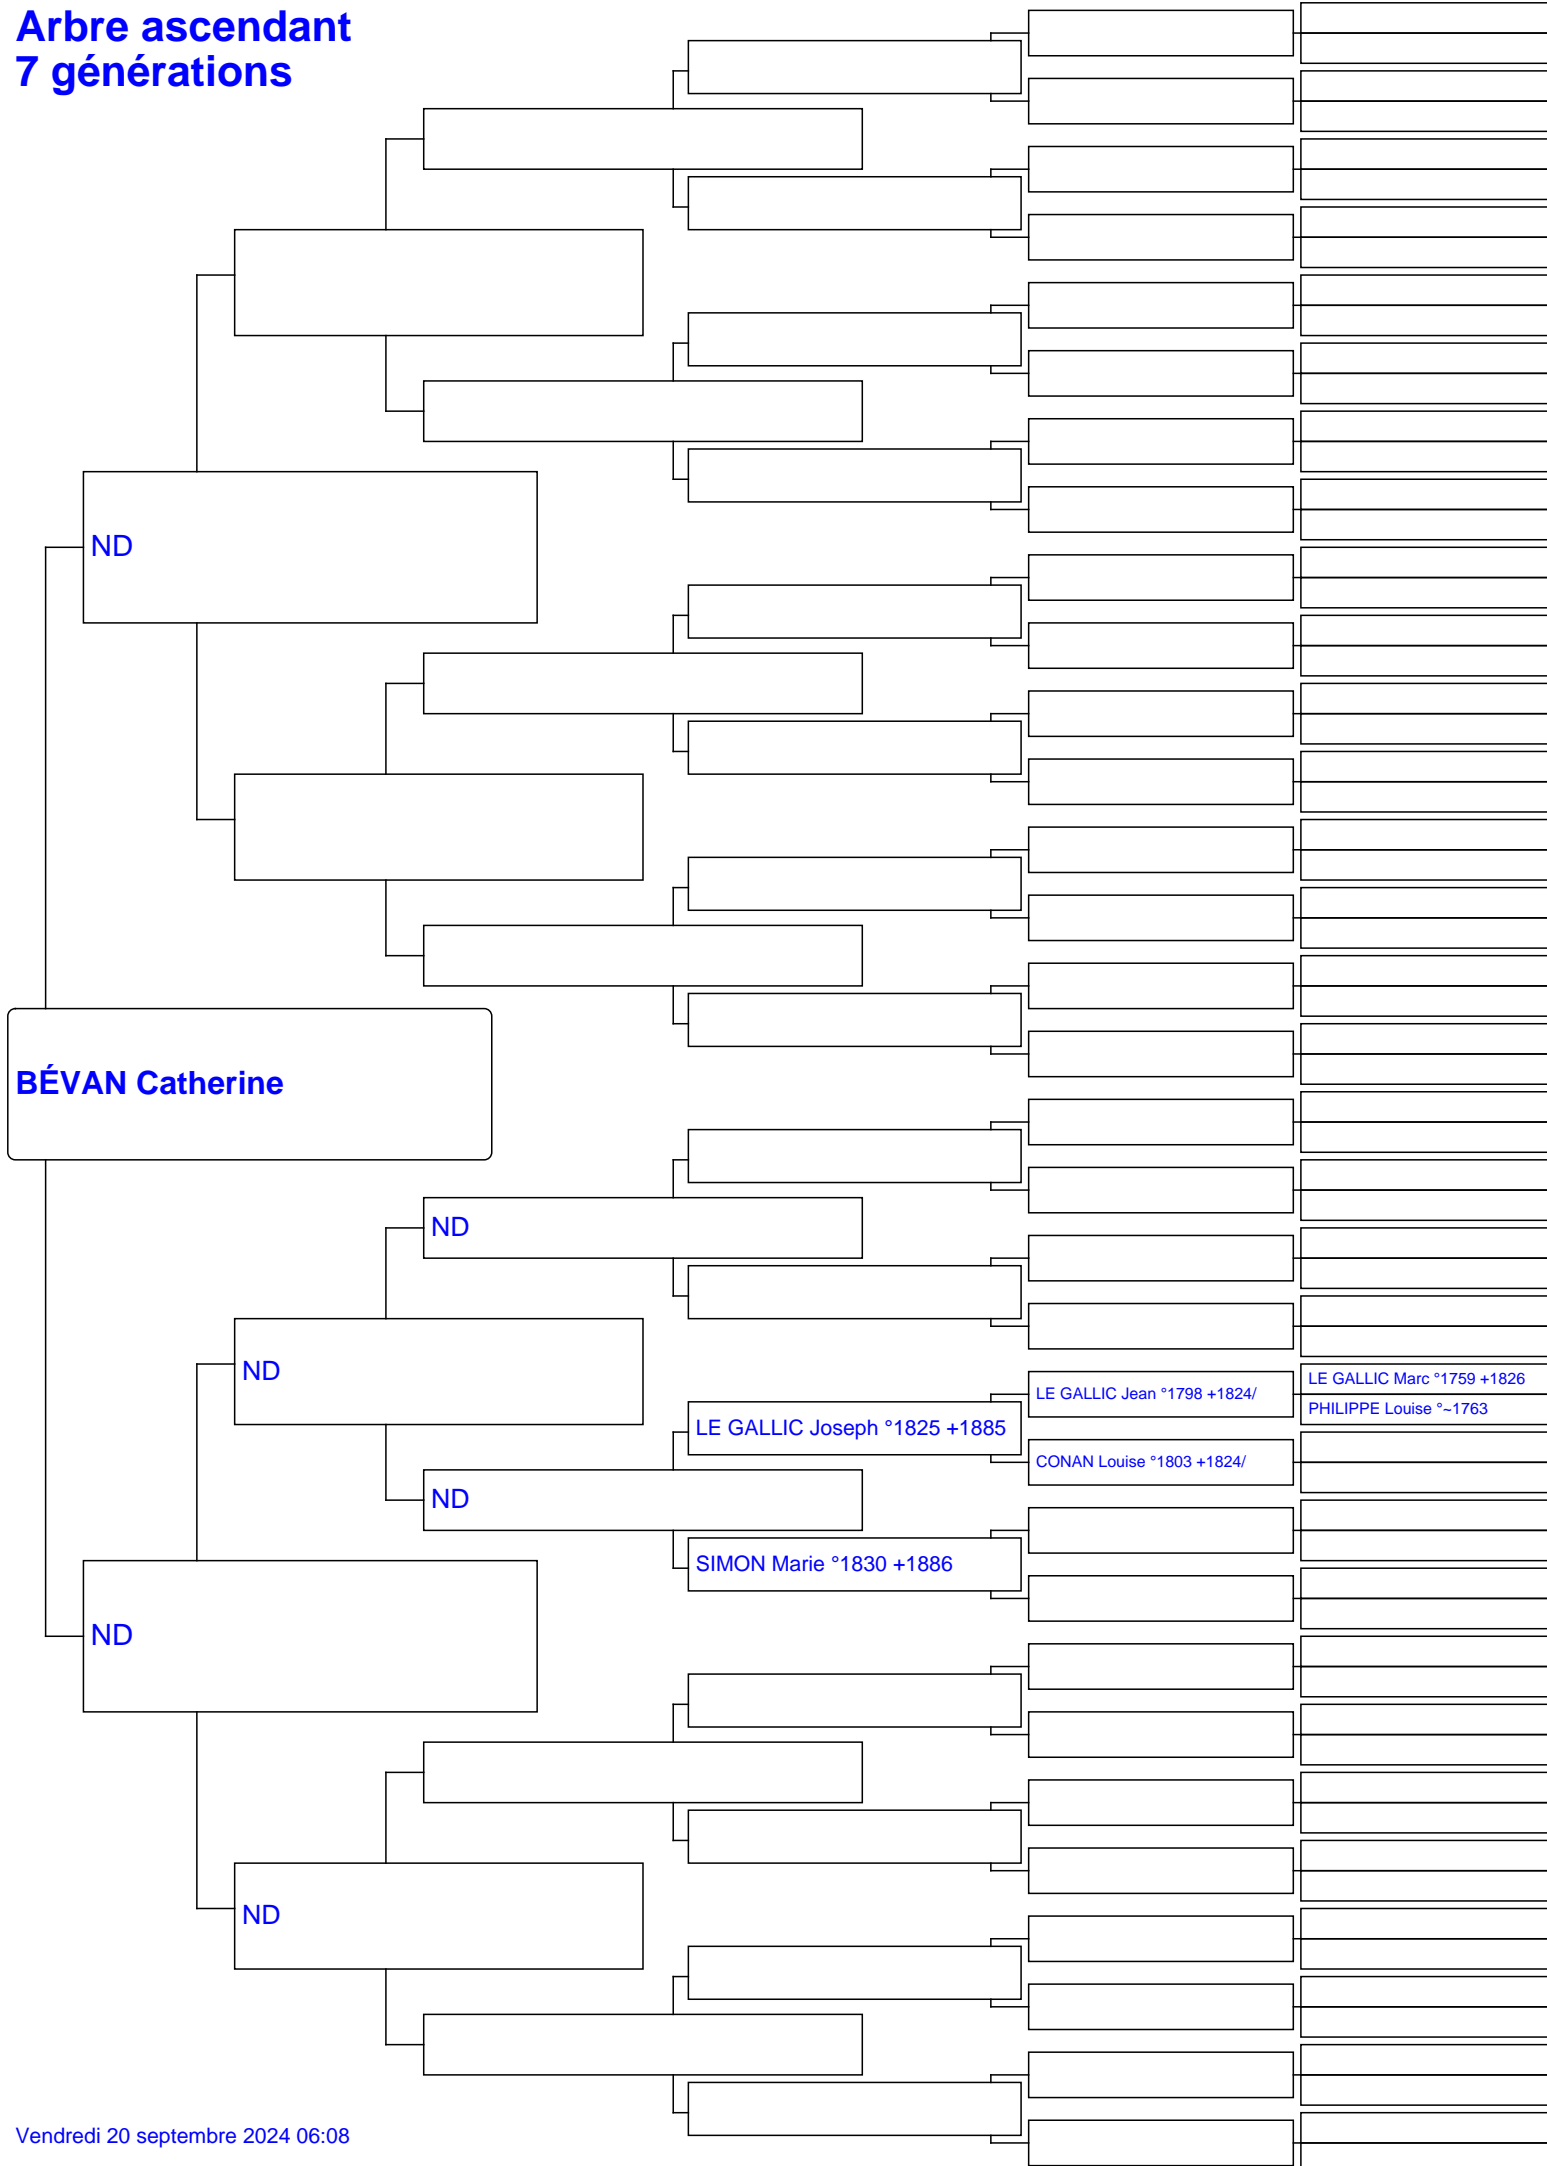 Arbre ascendant
7 générations
ND
BÉVAN Catherine
ND
ND
LE GALLIC Marc °1759 +1826
LE GALLIC Jean °1798 +1824/
PHILIPPE Louise °~1763
LE GALLIC Joseph °1825 +1885
CONAN Louise °1803 +1824/
ND
SIMON Marie °1830 +1886
ND
ND
Vendredi 20 septembre 2024 06:08